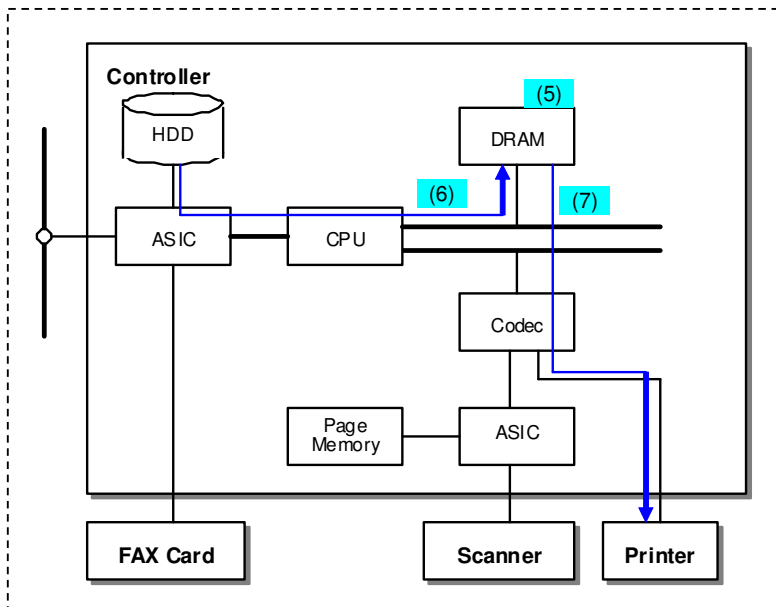 Controller
HDD
(5)
DRAM
(6)
(7)
ASIC
CPU
Codec
Page
Memory
ASIC
FAX Card
Scanner
Printer